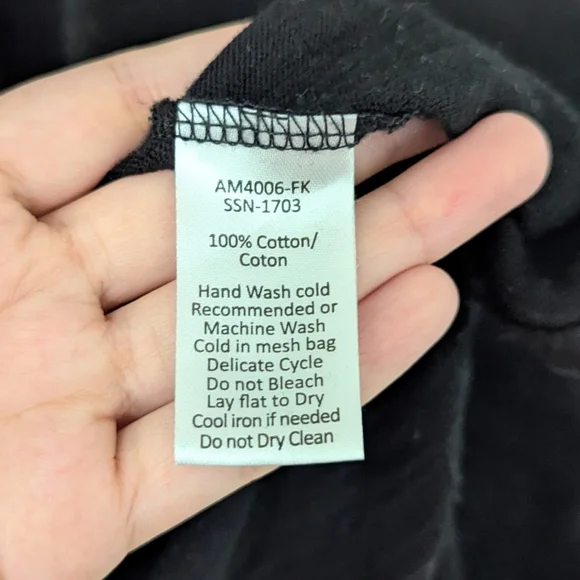 AM4006-FK
SSN-1703
100% Cotton/
Coton
Hand Wash cold
Recommended or
Machine Wash
Cold in mesh bag
Delicate Cycle
Do not Bleach
Lay flat to Dry
Cool iron if needed
Do not Dry Clean